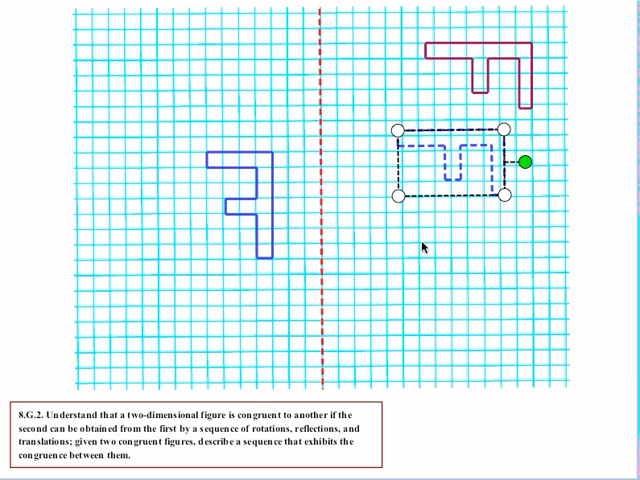 8.G.2. Understand that a two-dimensional figure is congruent to another if the
second can be obtained from the first by a sequence of rotations, reflections, and
translations; given two congruent figures, describe a sequence that exhibits the
congruence between them.